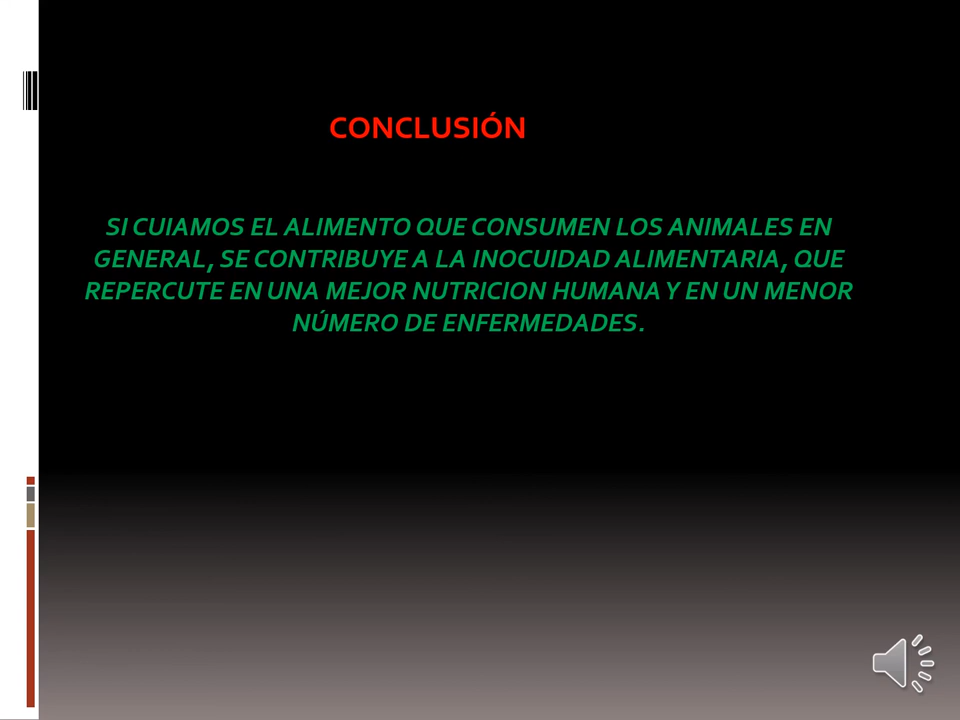 CONCLUSIÓN
SI CUIAMOS EL ALIMENTO QUE CONSUMEN LOS ANIMALES EN
GENERAL, SE CONTRIBUYE A LA INOCUIDAD ALIMENTARIA, QUE
REPERCUTE EN UNA MEJOR NUTRICION HUMANA Y EN UN MENOR
NÚMERO DE ENFERMEDADES.